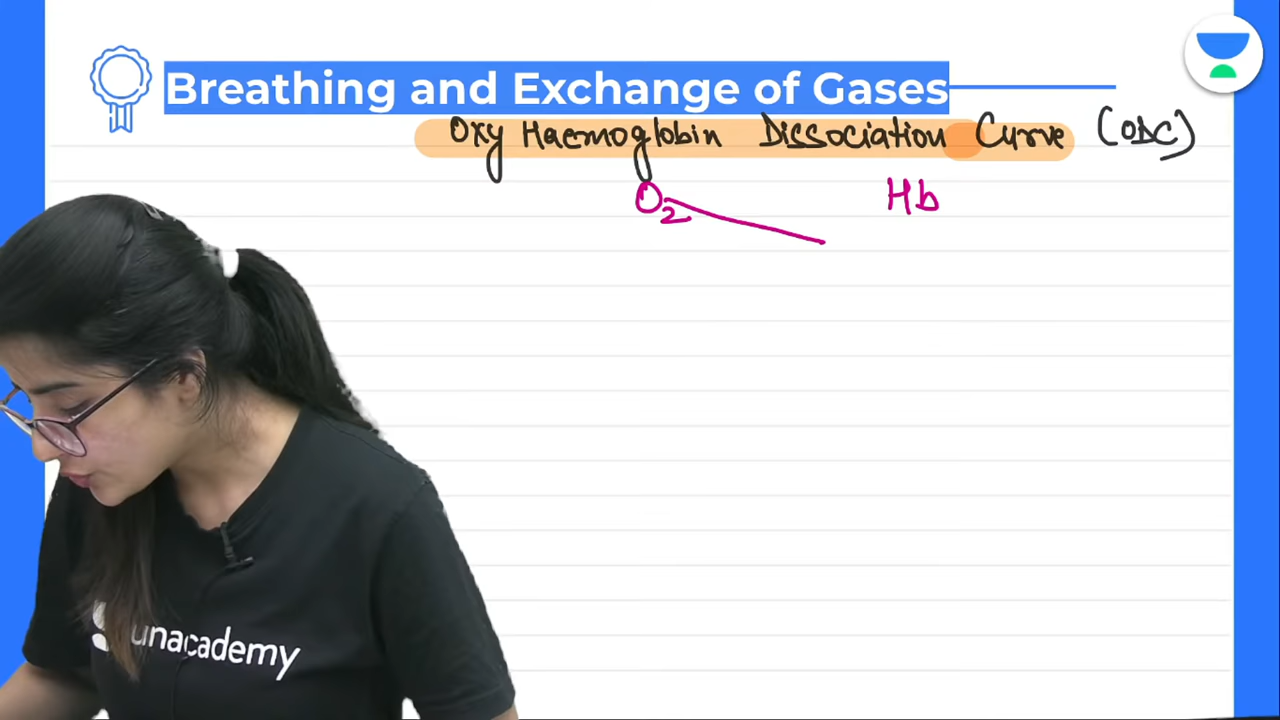 Breathing and Exchange of Gases
Oxy Haemoglobin Dissociation Curve (ODC)
O2 Hb
unacademy